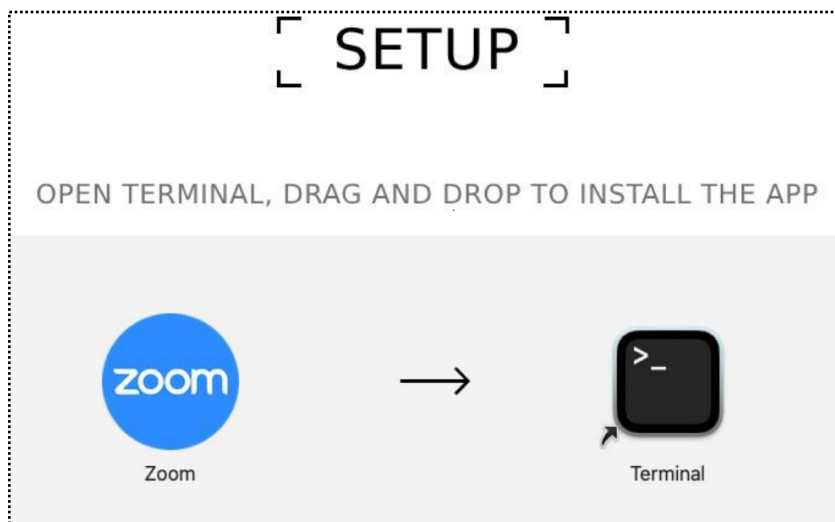 SETUP
OPEN TERMINAL, DRAG AND DROP TO INSTALL THE APP
zoom
>_
Zoom
Terminal